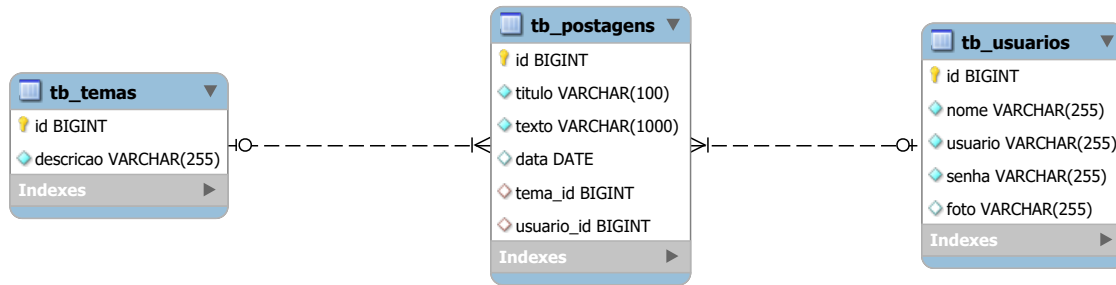 tb_temas
id BIGINT
descricao VARCHAR(255)
Indexes
tb_postagens
id BIGINT
titulo VARCHAR(100)
texto VARCHAR(1000)
data DATE
tema_id BIGINT
usuario_id BIGINT
Indexes
tb_usuarios
id BIGINT
nome VARCHAR(255)
usuario VARCHAR(255)
senha VARCHAR(255)
foto VARCHAR(255)
Indexes